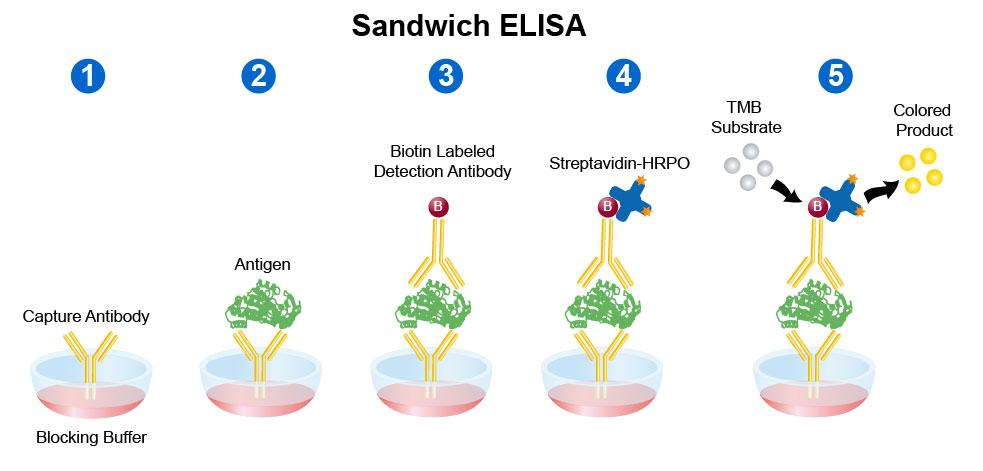 Sandwich ELISA
1
2
3
4
5
Capture Antibody
Blocking Buffer
Antigen
Biotin Labeled
Detection Antibody
B
Streptavidin-HRPO
B
TMB
Substrate
Colored
Product
B